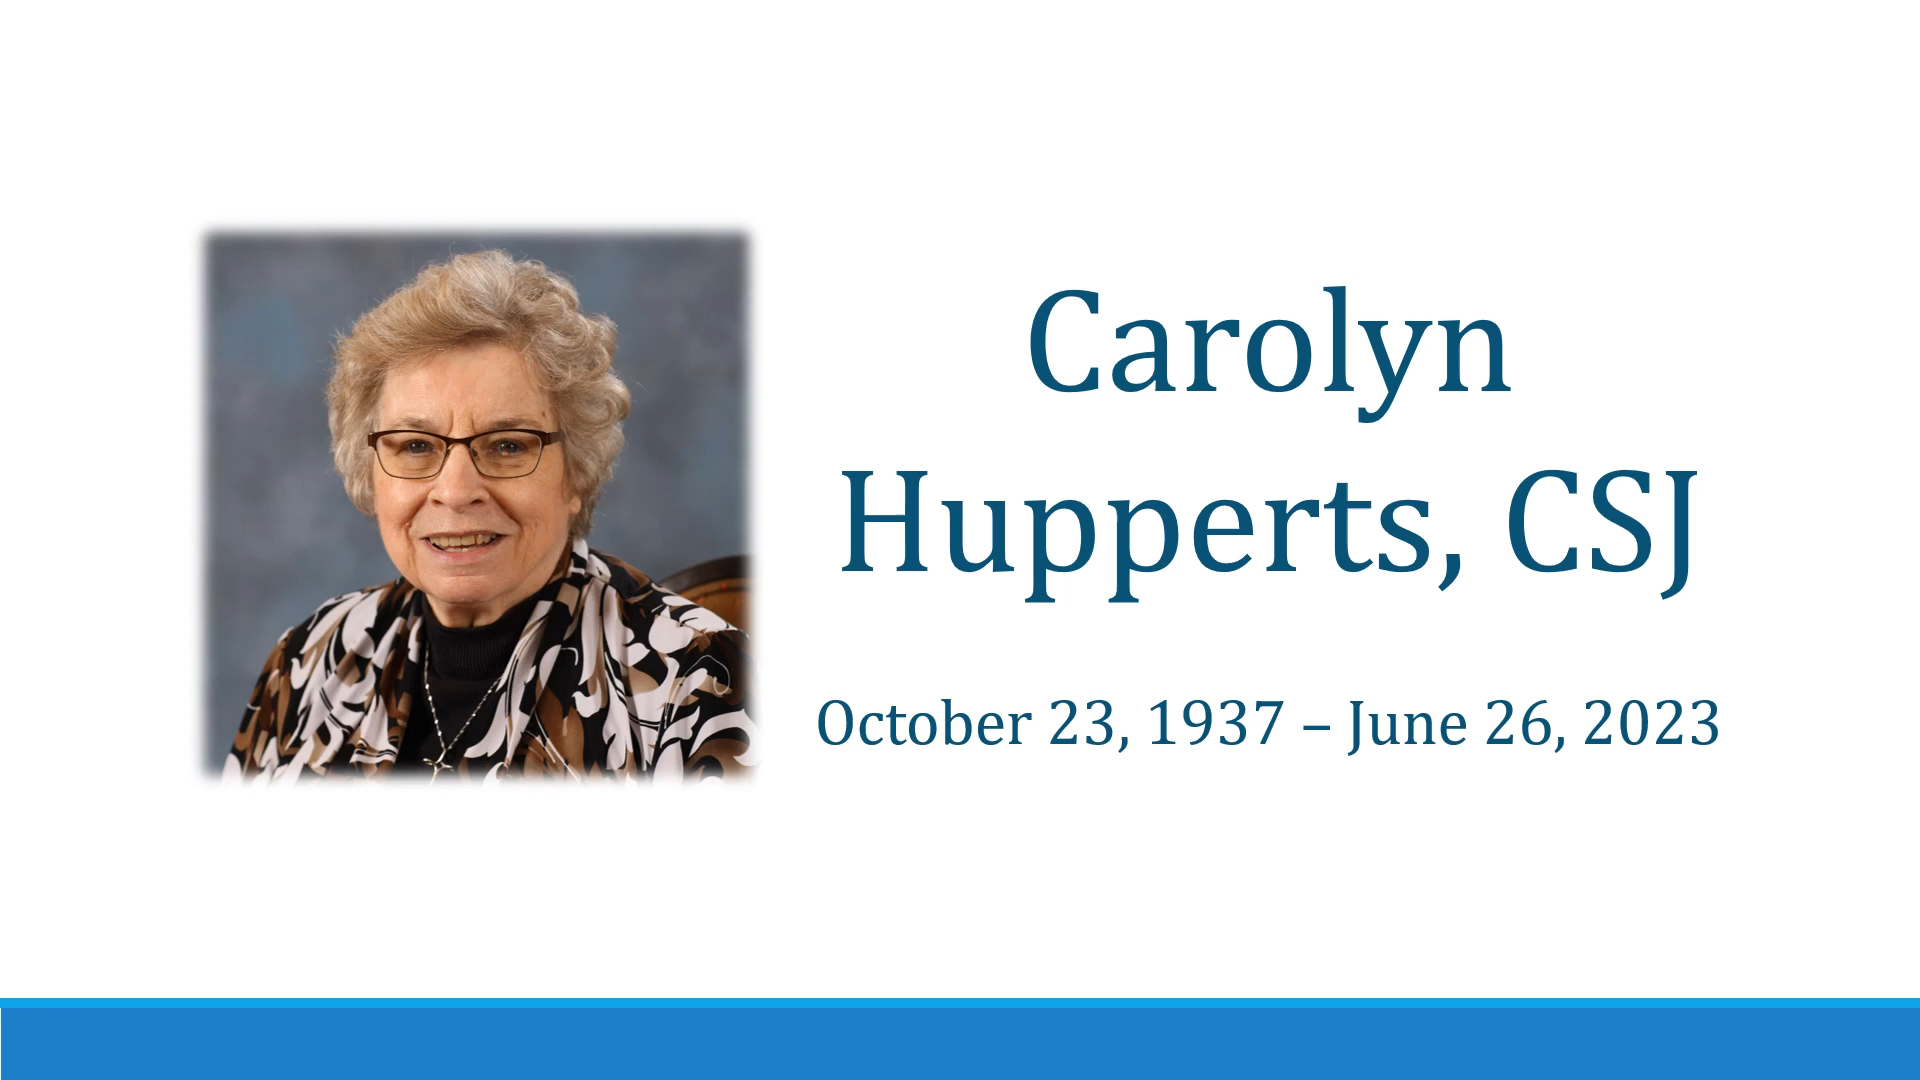 Carolyn
Hupperts, CSJ
October 23, 1937 – June 26, 2023